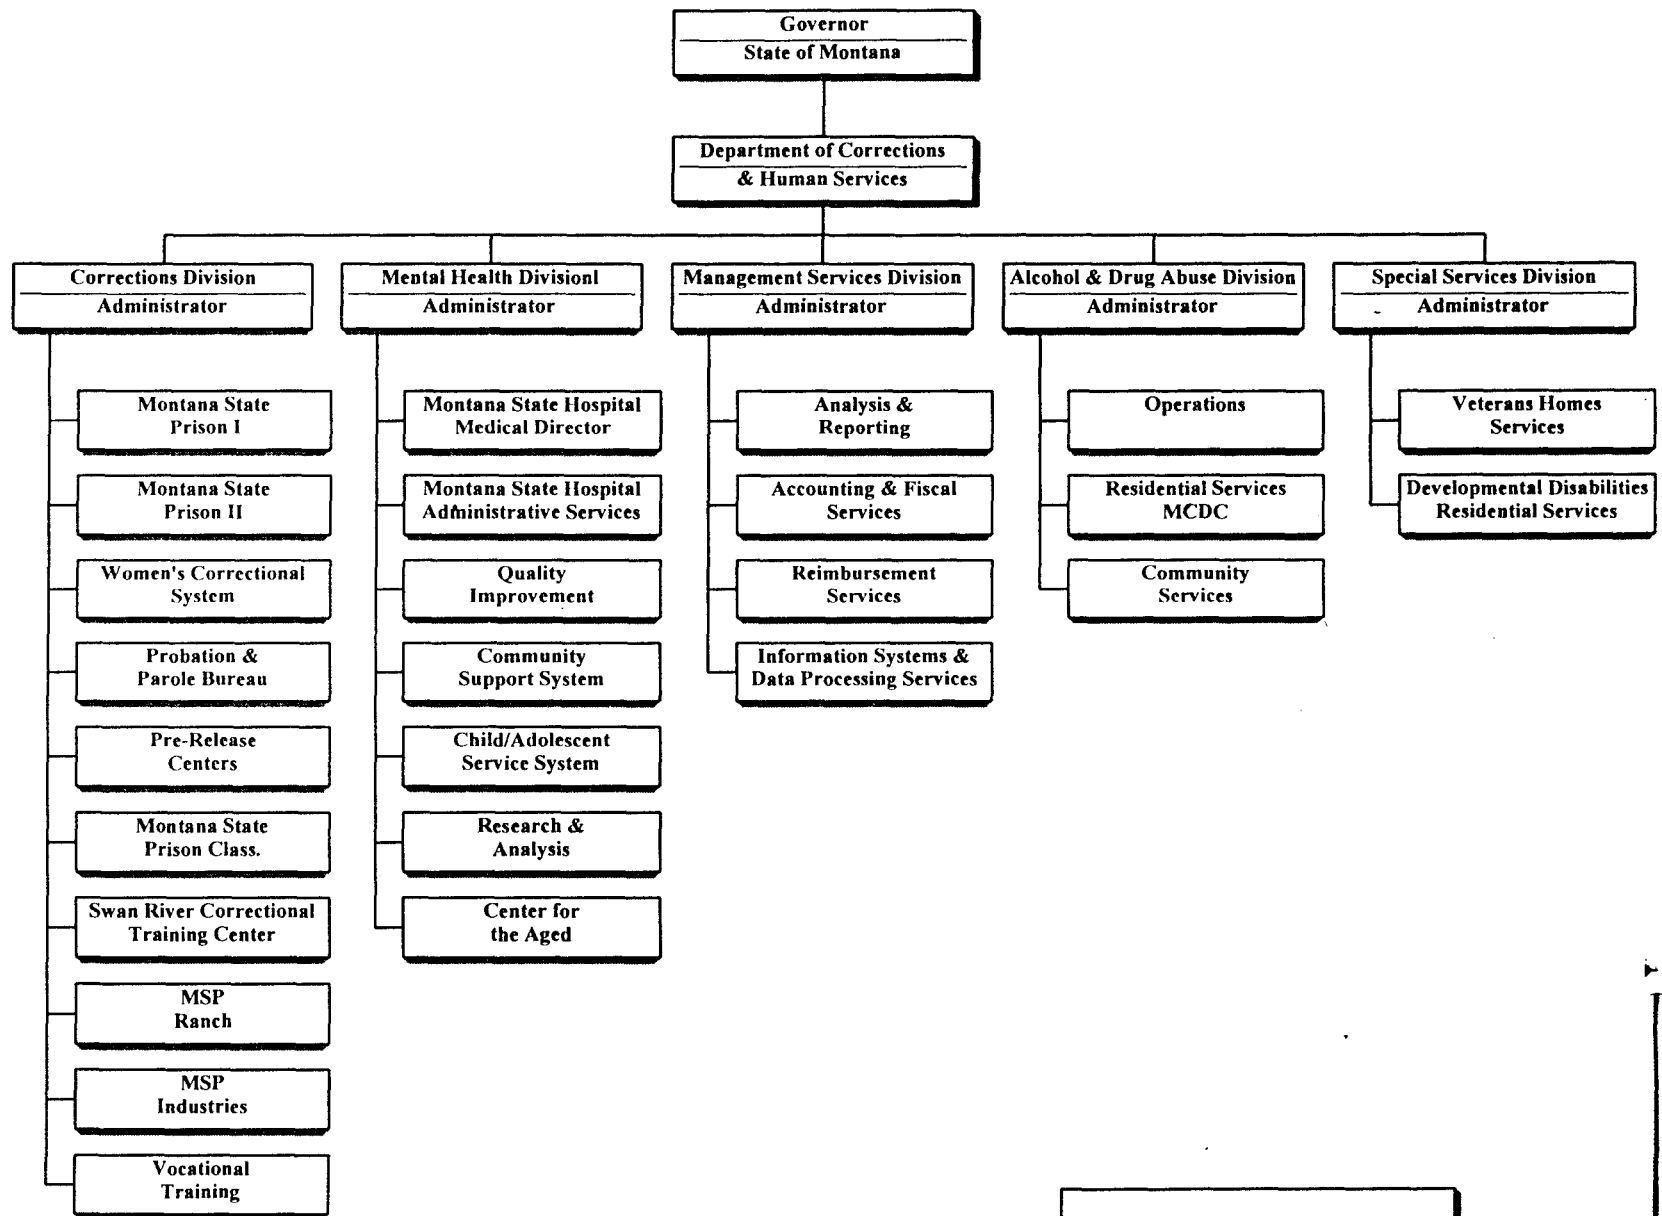 Governor
State of Montana
Department of Corrections
& Human Services
Corrections Division
Administrator
Mental Health Divisionl
Administrator
Management Services Division
Administrator
Alcohol & Drug Abuse Division
Administrator
Special Services Division
Administrator
Montana State
Prison I
Montana State
Prison II
Women's Correctional
System
Probation &
Parole Bureau
Pre-Release
Centers
Montana State
Prison Class.
Swan River Correctional
Training Center
MSP
Ranch
MSP
Industries
Vocational
Training
Montana State Hospital
Medical Director
Montana State Hospital
Administrative Services
Quality
Improvement
Community
Support System
Child/Adolescent
Service System
Research &
Analysis
Center for
the Aged
Analysis &
Reporting
Accounting & Fiscal
Services
Reimbursement
Services
Information Systems &
Data Processing Services
Operations
Residential Services
MCDC
Community
Services
Veterans Homes
Services
Developmental Disabilities
Residential Services